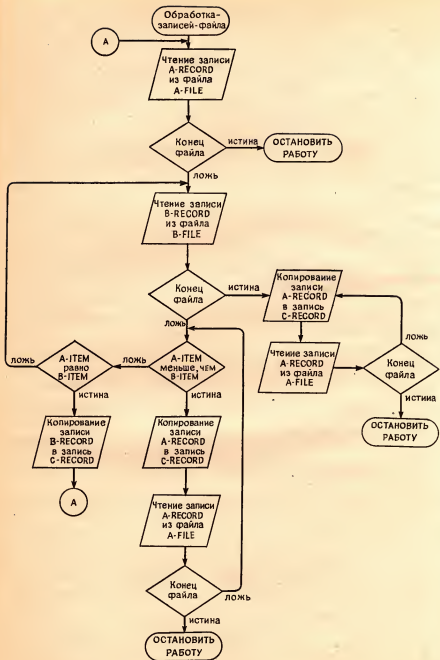 Обработка-
записей-файла
А
Чтение записи
A-RECORD
из файла
A-FILE
Конец
файла
истина
ОСТАНОВИТЬ
РАБОТУ
ложь
Чтение записи
B-RECORD
из файла
B-FILE
Конец
файла
истина
Копирование
записи
A-RECORD
в запись
C-RECORD
ложь
ложь
A-ITEM
равно
B-ITEM
ложь
ложь
A-ITEM
меньше, чем
B-ITEM
Чтение записи
A-RECORD
из файла
A-FILE
Конец
файла
истина
истина
истина
ОСТАНОВИТЬ
РАБОТУ
Копирование
записи
B-RECORD
в запись
C-RECORD
Копирование
записи
A-RECORD
в запись
C-RECORD
А
Чтение записи
A-RECORD
из файла
A-FILE
Конец
файла
ложь
истина
ОСТАНОВИТЬ
РАБОТУ